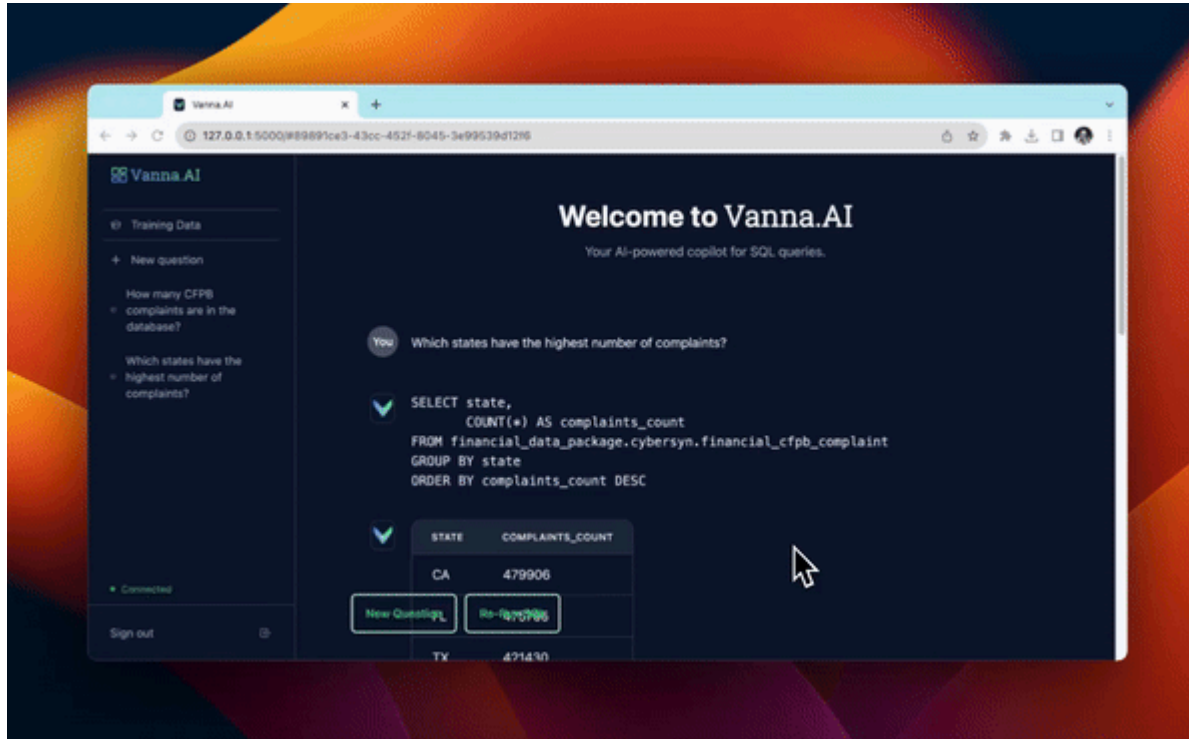 Vanna.AI
127.0.0.1:5000/#89891ce3-43cc-452f-8045-3e99539d12f6
Vanna.AI
Training Data
+ New question
How many CFPB
complaints are in the
database?
Which states have the
highest number of
complaints?
Connected
Sign out
Welcome to Vanna.AI
Your AI-powered copilot for SQL queries.
You
Which states have the highest number of complaints?
SELECT state,
COUNT(*) AS complaints_count
FROM financial_data_package.cybersyn.financial_cfpb_complaint
GROUP BY state
ORDER BY complaints_count DESC
STATE COMPLAINTS_COUNT
CA 479906
New Question
FL
TX 421430